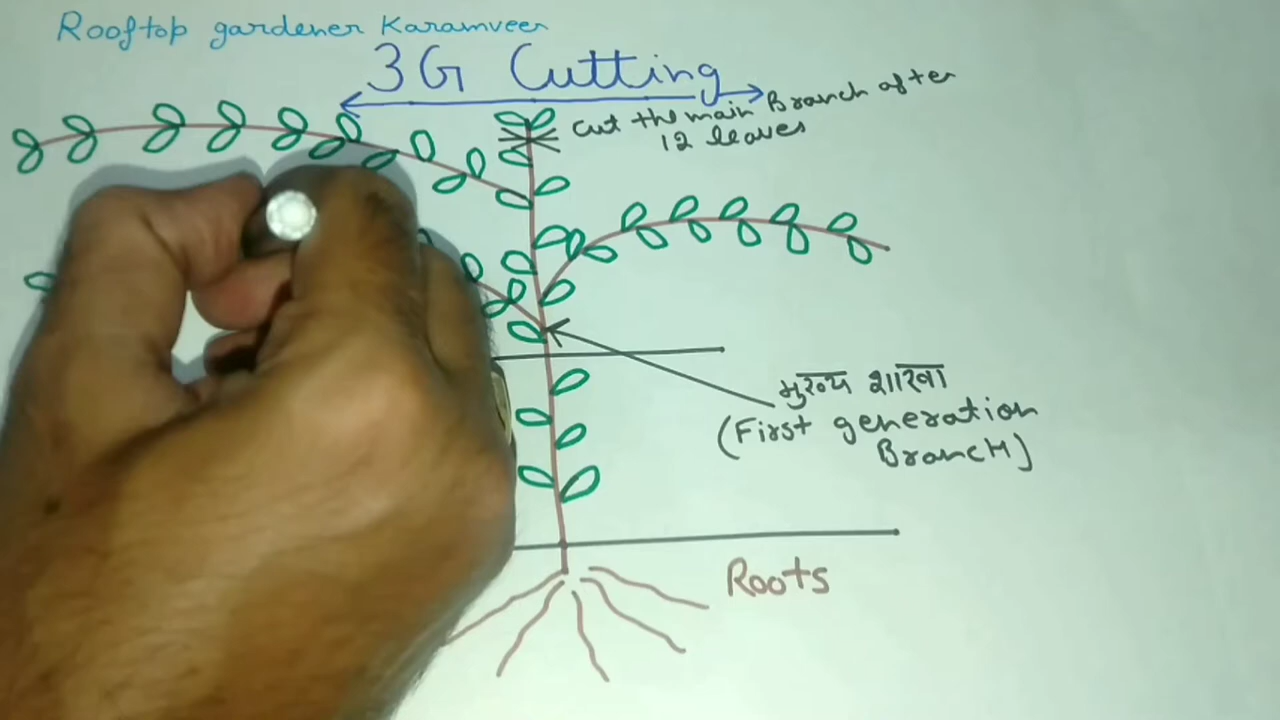 Rooftop gardener Karamveer
3G Cutting
Cut the main Branch after
12 leaves
मुख्य शाखा
(First generation
Branch)
Roots